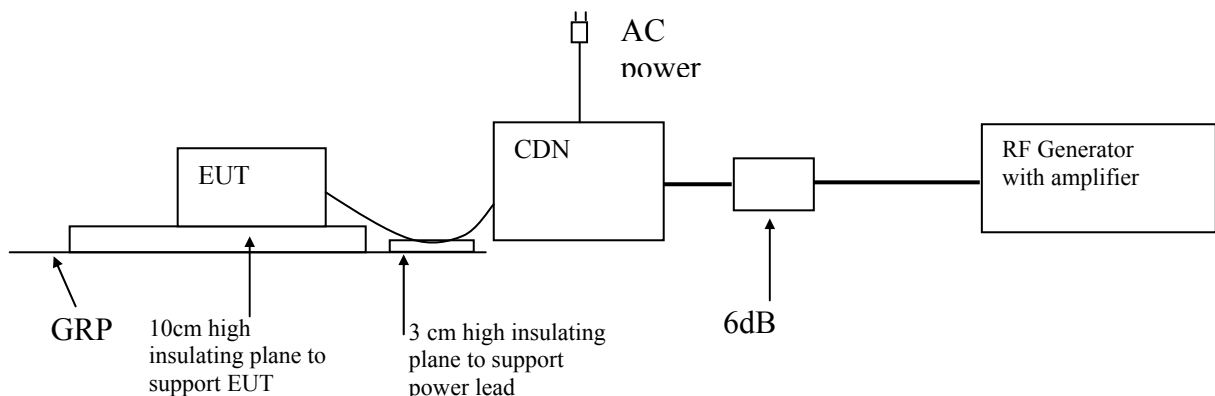 AC
power
CDN
RF Generator
with amplifier
EUT
GRP
10cm high
insulating plane to
support EUT
3 cm high insulating
plane to support
power lead
6dB